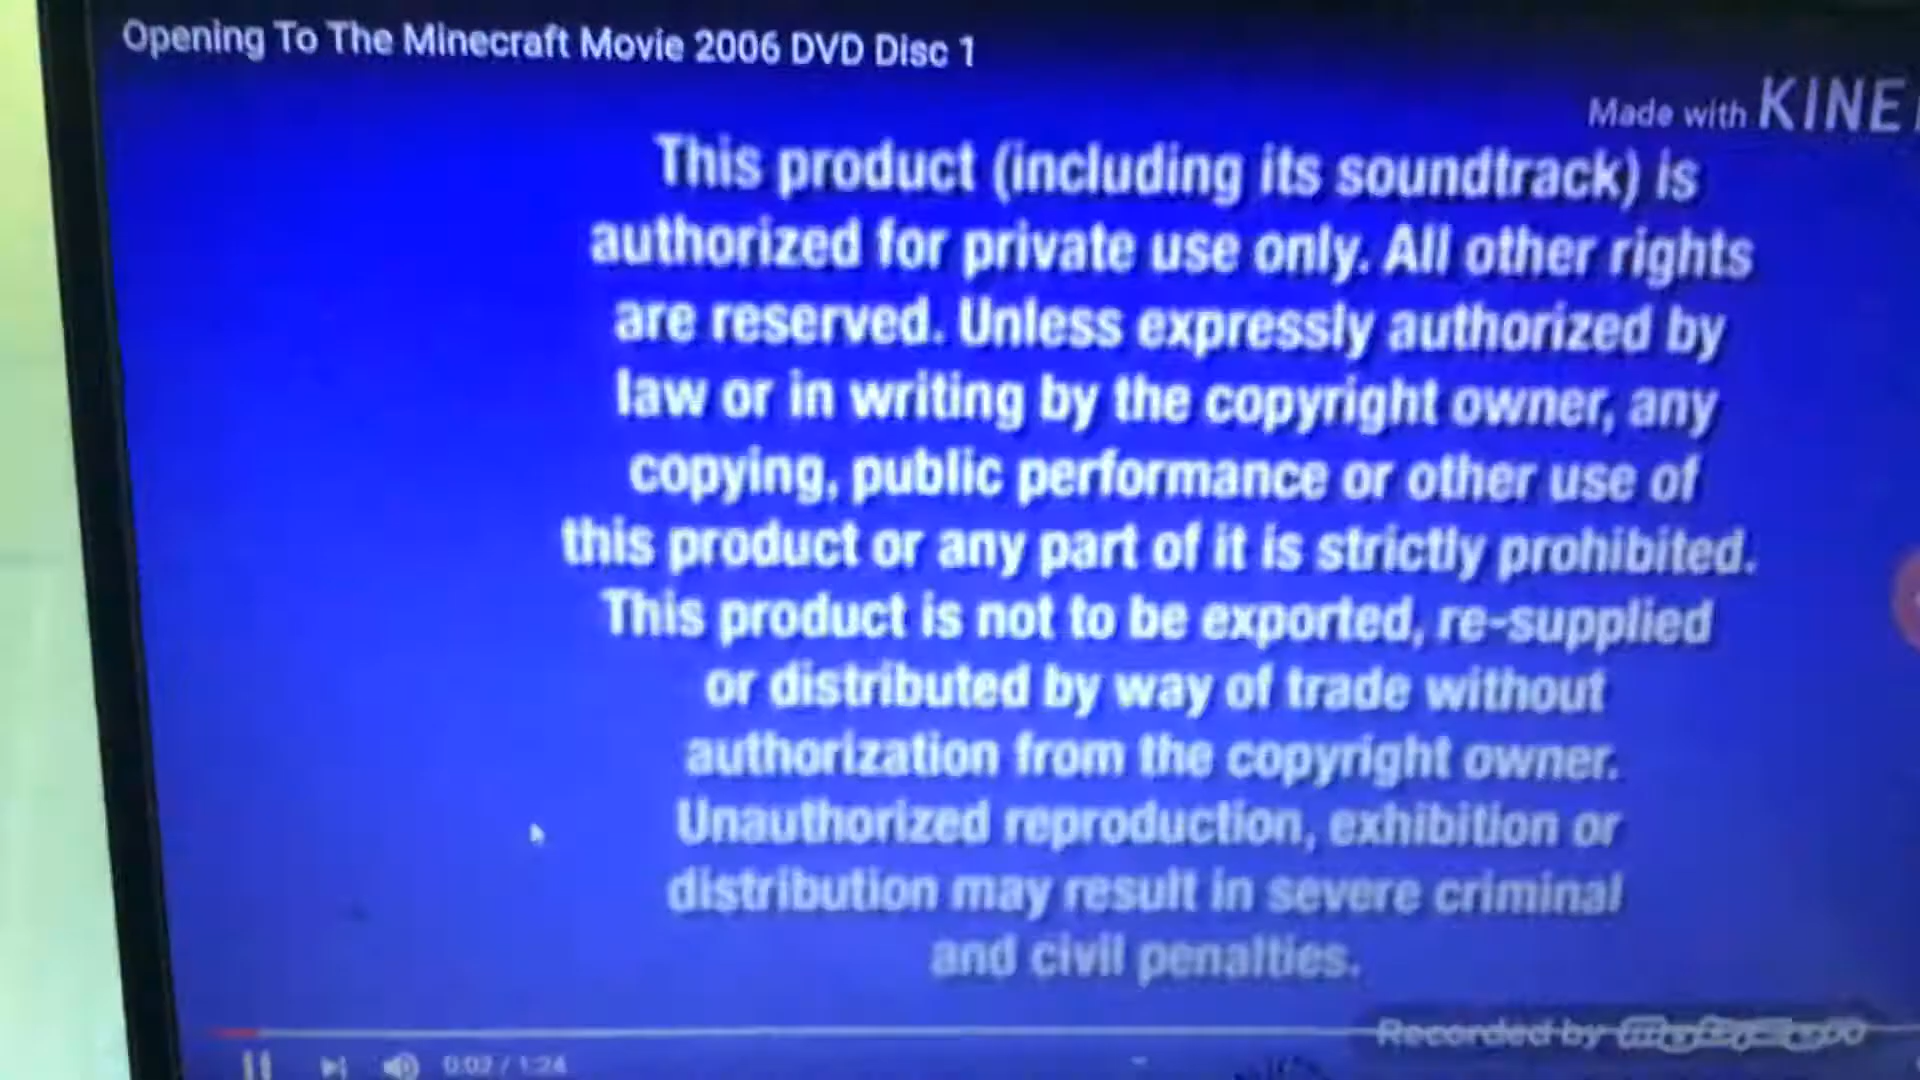 Opening To The Minecraft Movie 2006 DVD Disc 1
Made with KINE
This product (including its soundtrack) is
authorized for private use only. All other rights
are reserved. Unless expressly authorized by
law or in writing by the copyright owner, any
copying, public performance or other use of
this product or any part of it is strictly prohibited.
This product is not to be exported, re-supplied
or distributed by way of trade without
authorization from the copyright owner.
Unauthorized reproduction, exhibition or
distribution may result in severe criminal
and civil penalties.
Recorded by
0:02 / 1:24